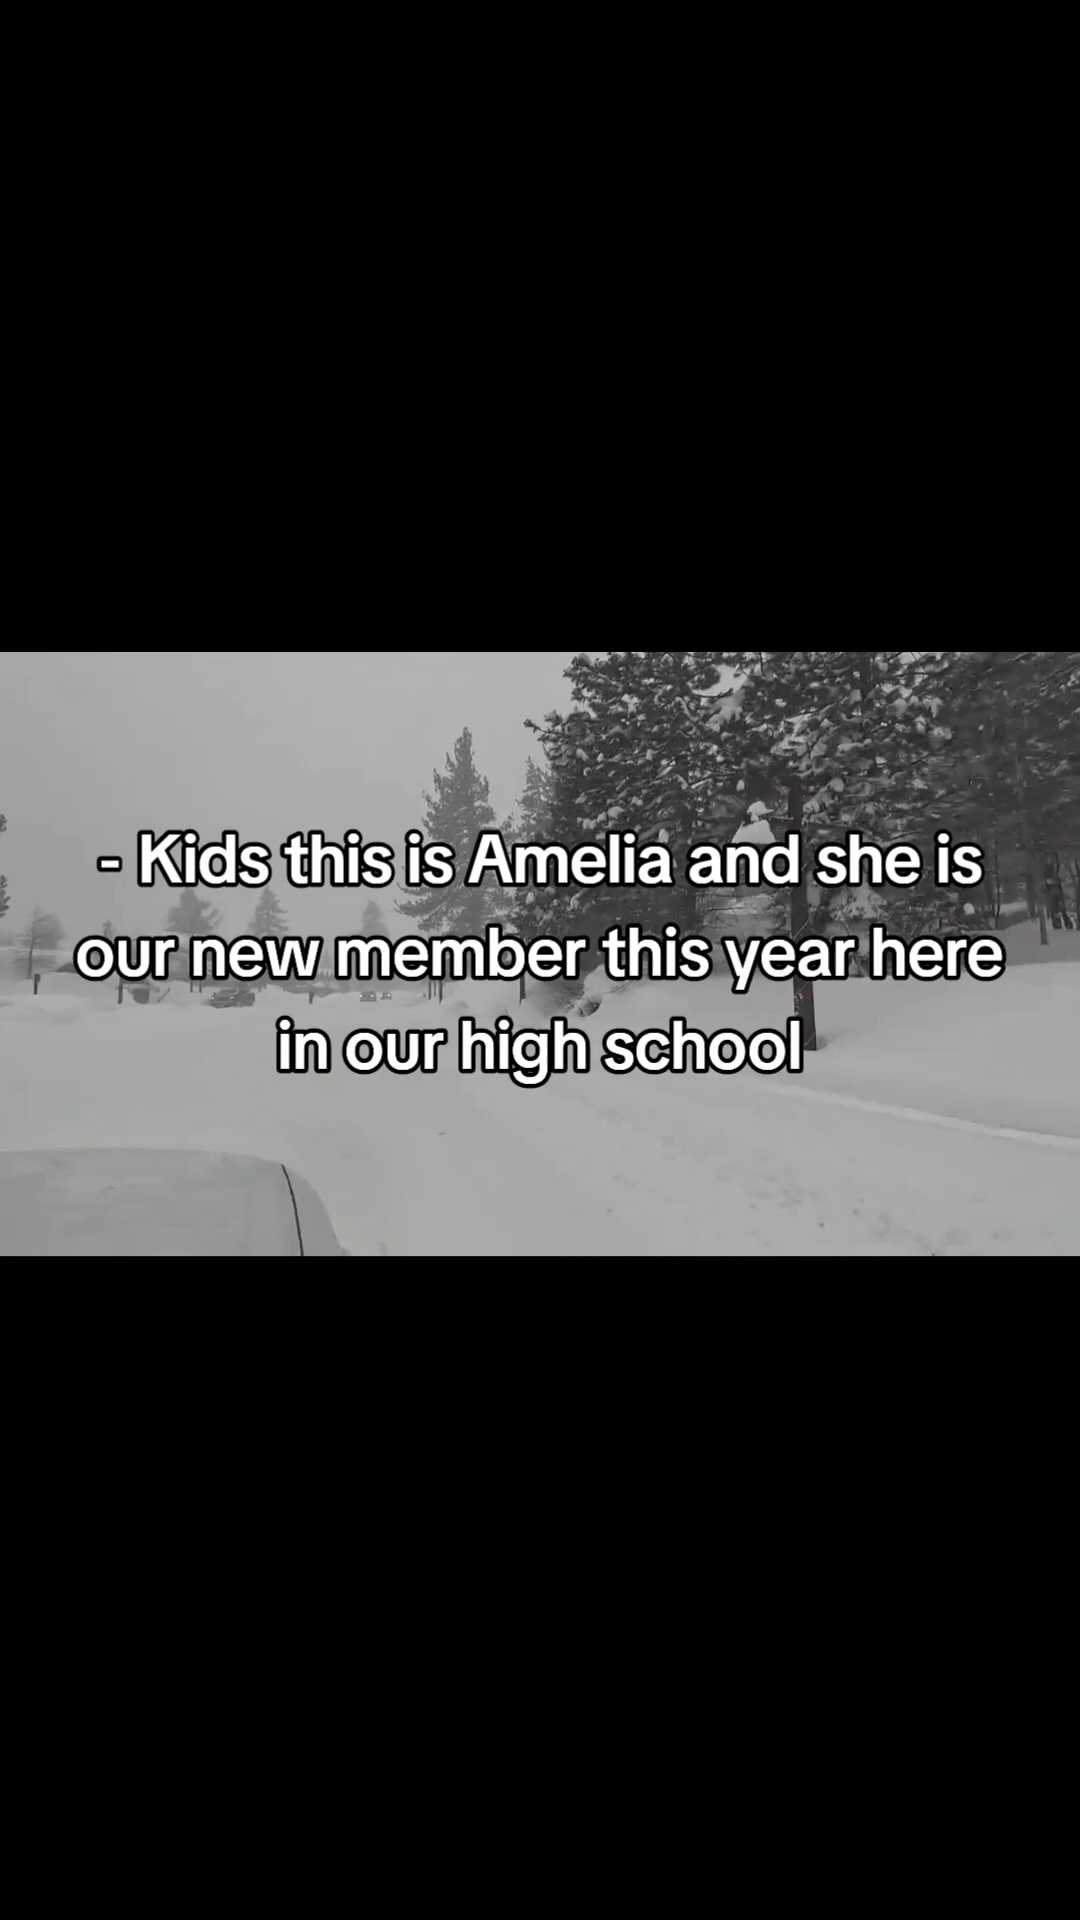 - Kids this is Amelia and she is
our new member this year here
in our high school